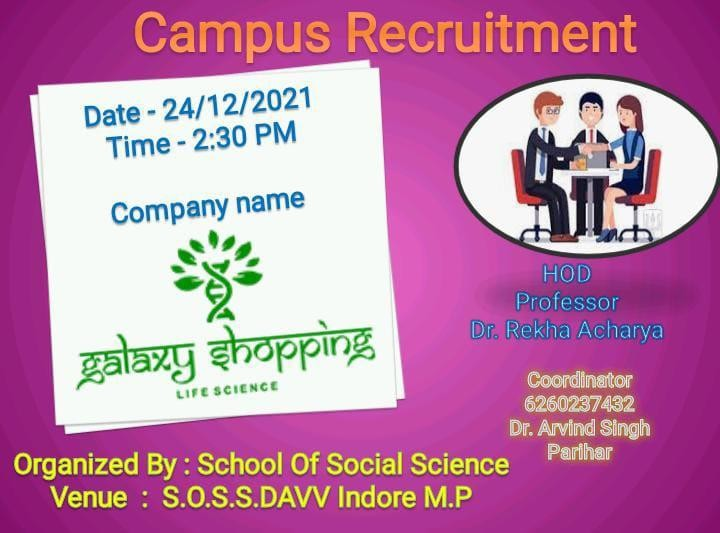 Campus Recruitment
Date - 24/12/2021
Time - 2:30 PM
Company name
galaxy shopping
LIFE SCIENCE
HOD
Professor
Dr. Rekha Acharya
Coordinator
6260237432
Dr. Arvind Singh
Parihar
Organized By : School Of Social Science
Venue : S.O.S.S.DAVV Indore M.P